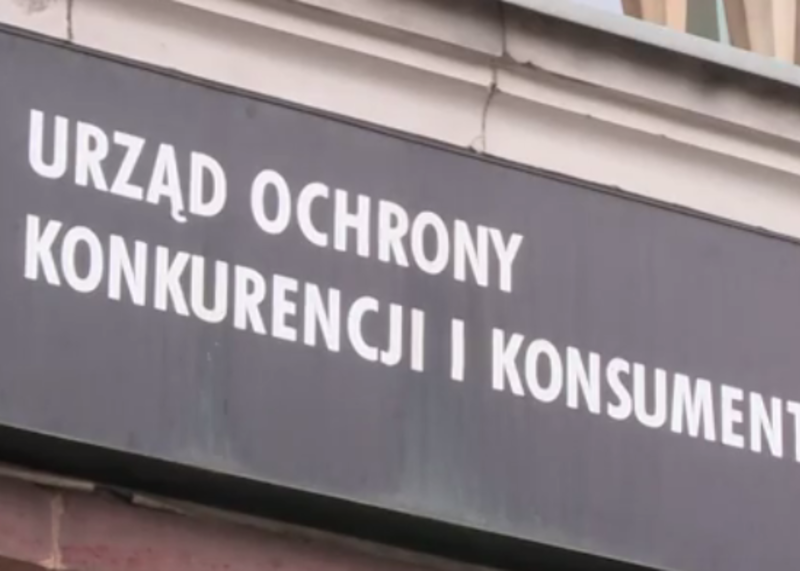 URZĄD OCHRONY
KONKURENCJI I KONSUMENT